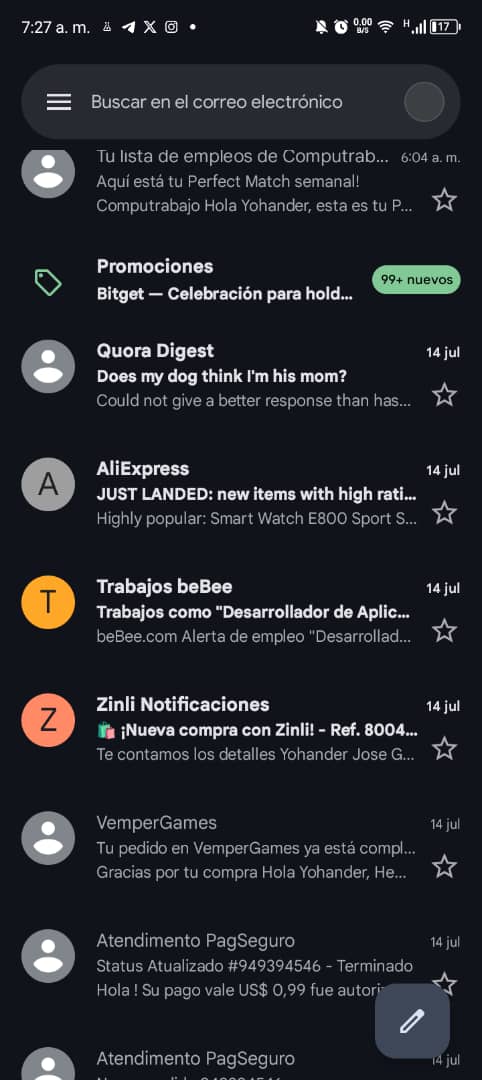 7:27 a. m.
0.00
B/S
H
17
Buscar en el correo electrónico
Tu lista de empleos de Computrab... 6:04 a. m.
Aquí está tu Perfect Match semanal!
Computrabajo Hola Yohander, esta es tu P...
Promociones
99+ nuevos
Bitget — Celebración para hold...
Quora Digest 14 jul
Does my dog think I'm his mom?
Could not give a better response than has...
A
AliExpress 14 jul
JUST LANDED: new items with high rati...
Highly popular: Smart Watch E800 Sport S...
T
Trabajos beBee 14 jul
Trabajos como "Desarrollador de Aplic...
beBee.com Alerta de empleo "Desarrollad...
Z
Zinli Notificaciones 14 jul
🛍️ ¡Nueva compra con Zinli! - Ref. 8004...
Te contamos los detalles Yohander Jose G...
VemperGames 14 jul
Tu pedido en VemperGames ya está compl...
Gracias por tu compra Hola Yohander, He...
Atendimento PagSeguro 14 jul
Status Atualizado #949394546 - Terminado
Hola ! Su pago vale US$ 0,99 fue autori
Atendimento PagSeguro 14 jul